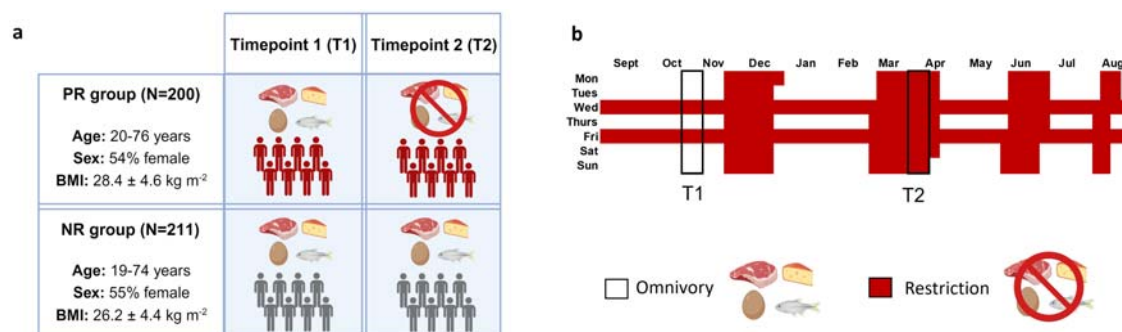 a
Timepoint 1 (T1) Timepoint 2 (T2)
PR group (N=200)
Age: 20-76 years
Sex: 54% female
BMI: 28.4 ± 4.6 kg m⁻²
NR group (N=211)
Age: 19-74 years
Sex: 55% female
BMI: 26.2 ± 4.4 kg m⁻²
b
Sept Oct Nov Dec Jan Feb Mar Apr May Jun Jul Aug
Mon
Tues
Wed
Thurs
Fri
Sat
Sun
T1 T2
Omnivory Restriction